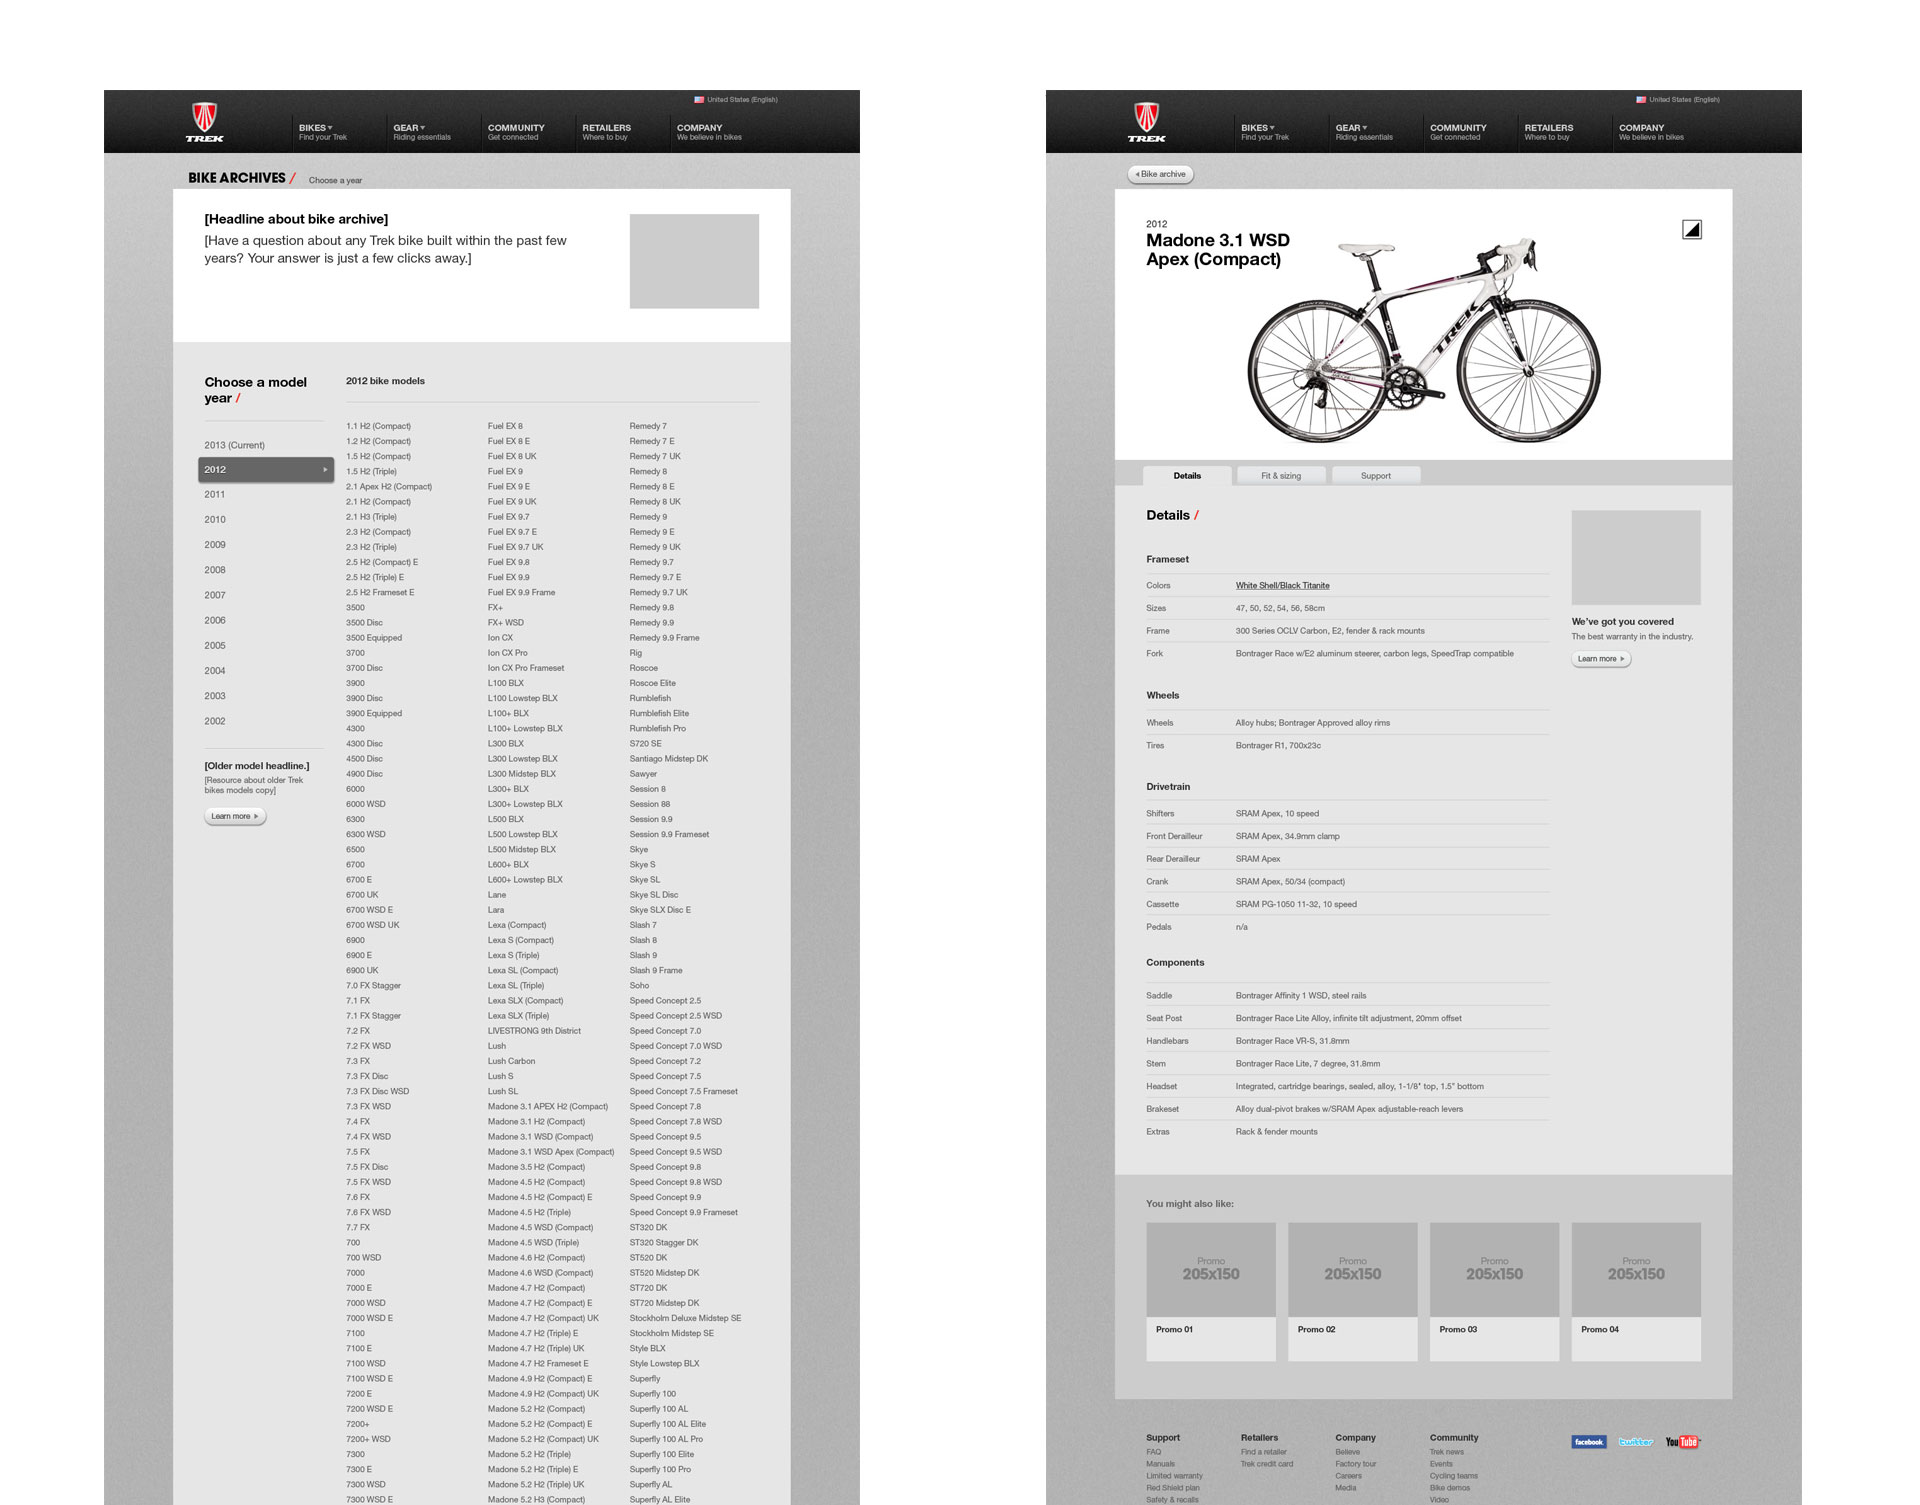 United States (English)
TREK
BIKES
Find your Trek
GEAR
Riding essentials
COMMUNITY
Get connected
RETAILERS
Where to buy
COMPANY
We believe in bikes
BIKE ARCHIVES /
Choose a year
[Headline about bike archive]
[Have a question about any Trek bike built within the past few
years? Your answer is just a few clicks away.]
Choose a model
year /
2013 (Current)
2012
2011
2010
2009
2008
2007
2006
2005
2004
2003
2002
[Older model headline.]
[Resource about older Trek
bikes models copy]
Learn more
2012 bike models
1.1 H2 (Compact)
1.2 H2 (Compact)
1.5 H2 (Compact)
1.5 H2 (Triple)
2.1 Apex H2 (Compact)
2.1 H2 (Compact)
2.1 H3 (Triple)
2.3 H2 (Compact)
2.3 H2 (Triple)
2.5 H2 (Compact) E
2.5 H2 (Triple) E
2.5 H2 Frameset E
3500
3500 Disc
3500 Equipped
3700
3700 Disc
3900
3900 Disc
3900 Equipped
4300
4300 Disc
4500 Disc
4900 Disc
6000
6000 WSD
6300
6300 WSD
6500
6700
6700 E
6700 UK
6700 WSD E
6700 WSD UK
6900
6900 E
6900 UK
7.0 FX Stagger
7.1 FX
7.1 FX Stagger
7.2 FX
7.2 FX WSD
7.3 FX
7.3 FX Disc
7.3 FX Disc WSD
7.3 FX WSD
7.4 FX
7.4 FX WSD
7.5 FX
7.5 FX Disc
7.5 FX WSD
7.6 FX
7.6 FX WSD
7.7 FX
700
700 WSD
7000
7000 E
7000 WSD
7000 WSD E
7100
7100 E
7100 WSD
7100 WSD E
7200 E
7200 WSD E
7200+
7200+ WSD
7300
7300 E
7300 WSD
7300 WSD E
Fuel EX 8
Fuel EX 8 E
Fuel EX 8 UK
Fuel EX 9
Fuel EX 9 E
Fuel EX 9 UK
Fuel EX 9.7
Fuel EX 9.7 E
Fuel EX 9.7 UK
Fuel EX 9.8
Fuel EX 9.9
Fuel EX 9.9 Frame
FX+
FX+ WSD
Ion CX
Ion CX Pro
Ion CX Pro Frameset
L100 BLX
L100 Lowstep BLX
L100+ BLX
L100+ Lowstep BLX
L300 BLX
L300 Lowstep BLX
L300 Midstep BLX
L300+ BLX
L300+ Lowstep BLX
L500 BLX
L500 Lowstep BLX
L500 Midstep BLX
L600+ BLX
L600+ Lowstep BLX
Lane
Lara
Lexa (Compact)
Lexa S (Compact)
Lexa S (Triple)
Lexa SL (Compact)
Lexa SL (Triple)
Lexa SLX (Compact)
Lexa SLX (Triple)
LIVESTRONG 9th District
Lush
Lush Carbon
Lush S
Lush SL
Madone 3.1 APEX H2 (Compact)
Madone 3.1 H2 (Compact)
Madone 3.1 WSD (Compact)
Madone 3.1 WSD Apex (Compact)
Madone 3.5 H2 (Compact)
Madone 4.5 H2 (Compact)
Madone 4.5 H2 (Compact) E
Madone 4.5 H2 (Triple)
Madone 4.5 WSD (Compact)
Madone 4.5 WSD (Triple)
Madone 4.6 H2 (Compact)
Madone 4.6 WSD (Compact)
Madone 4.7 H2 (Compact)
Madone 4.7 H2 (Compact) E
Madone 4.7 H2 (Compact) UK
Madone 4.7 H2 (Triple) E
Madone 4.7 H2 (Triple) UK
Madone 4.7 H2 Frameset E
Madone 4.9 H2 (Compact) E
Madone 4.9 H2 (Compact) UK
Madone 5.2 H2 (Compact)
Madone 5.2 H2 (Compact) E
Madone 5.2 H2 (Compact) UK
Madone 5.2 H2 (Triple)
Madone 5.2 H2 (Triple) E
Madone 5.2 H2 (Triple) UK
Madone 5.2 H3 (Compact)
Remedy 7
Remedy 7 E
Remedy 7 UK
Remedy 8
Remedy 8 E
Remedy 8 UK
Remedy 9
Remedy 9 E
Remedy 9 UK
Remedy 9.7
Remedy 9.7 E
Remedy 9.7 UK
Remedy 9.8
Remedy 9.9
Remedy 9.9 Frame
Rig
Roscoe
Roscoe Elite
Rumblefish
Rumblefish Elite
Rumblefish Pro
S720 SE
Santiago Midstep DK
Sawyer
Session 8
Session 88
Session 9.9
Session 9.9 Frameset
Skye
Skye S
Skye SL
Skye SL Disc
Skye SLX Disc E
Slash 7
Slash 8
Slash 9
Slash 9 Frame
Soho
Speed Concept 2.5
Speed Concept 2.5 WSD
Speed Concept 7.0
Speed Concept 7.0 WSD
Speed Concept 7.2
Speed Concept 7.5
Speed Concept 7.5 Frameset
Speed Concept 7.8
Speed Concept 7.8 WSD
Speed Concept 9.5
Speed Concept 9.5 WSD
Speed Concept 9.8
Speed Concept 9.8 WSD
Speed Concept 9.9
Speed Concept 9.9 Frameset
ST320 DK
ST320 Stagger DK
ST520 DK
ST520 Midstep DK
ST720 DK
ST720 Midstep DK
Stockholm Deluxe Midstep SE
Stockholm Midstep SE
Style BLX
Style Lowstep BLX
Superfly
Superfly 100
Superfly 100 AL
Superfly 100 AL Elite
Superfly 100 AL Pro
Superfly 100 Elite
Superfly 100 Pro
Superfly AL
Superfly AL Elite
United States (English)
TREK
BIKES
Find your Trek
GEAR
Riding essentials
COMMUNITY
Get connected
RETAILERS
Where to buy
COMPANY
We believe in bikes
Bike archive
2012
Madone 3.1 WSD
Apex (Compact)
TREK
TREK
Details
Fit & sizing
Support
Details /
Frameset
Colors White Shell/Black Titanite
Sizes 47, 50, 52, 54, 56, 58cm
Frame 300 Series OCLV Carbon, E2, fender & rack mounts
Fork Bontrager Race w/E2 aluminum steerer, carbon legs, SpeedTrap compatible
Wheels
Wheels Alloy hubs; Bontrager Approved alloy rims
Tires Bontrager R1, 700x23c
Drivetrain
Shifters SRAM Apex, 10 speed
Front Derailleur SRAM Apex, 34.9mm clamp
Rear Derailleur SRAM Apex
Crank SRAM Apex, 50/34 (compact)
Cassette SRAM PG-1050 11-32, 10 speed
Pedals n/a
Components
Saddle Bontrager Affinity 1 WSD, steel rails
Seat Post Bontrager Race Lite Alloy, infinite tilt adjustment, 20mm offset
Handlebars Bontrager Race VR-S, 31.8mm
Stem Bontrager Race Lite, 7 degree, 31.8mm
Headset Integrated, cartridge bearings, sealed, alloy, 1-1/8" top, 1.5" bottom
Brakeset Alloy dual-pivot brakes w/SRAM Apex adjustable-reach levers
Extras Rack & fender mounts
We've got you covered
The best warranty in the industry.
Learn more
You might also like:
Promo
205x150
Promo 01
Promo
205x150
Promo 02
Promo
205x150
Promo 03
Promo
205x150
Promo 04
Support
FAQ
Manuals
Limited warranty
Red Shield plan
Safety & recalls
Retailers
Find a retailer
Trek credit card
Company
Believe
Factory tour
Careers
Media
Community
Trek news
Events
Cycling teams
Bike demos
Video
facebook
twitter
YouTube